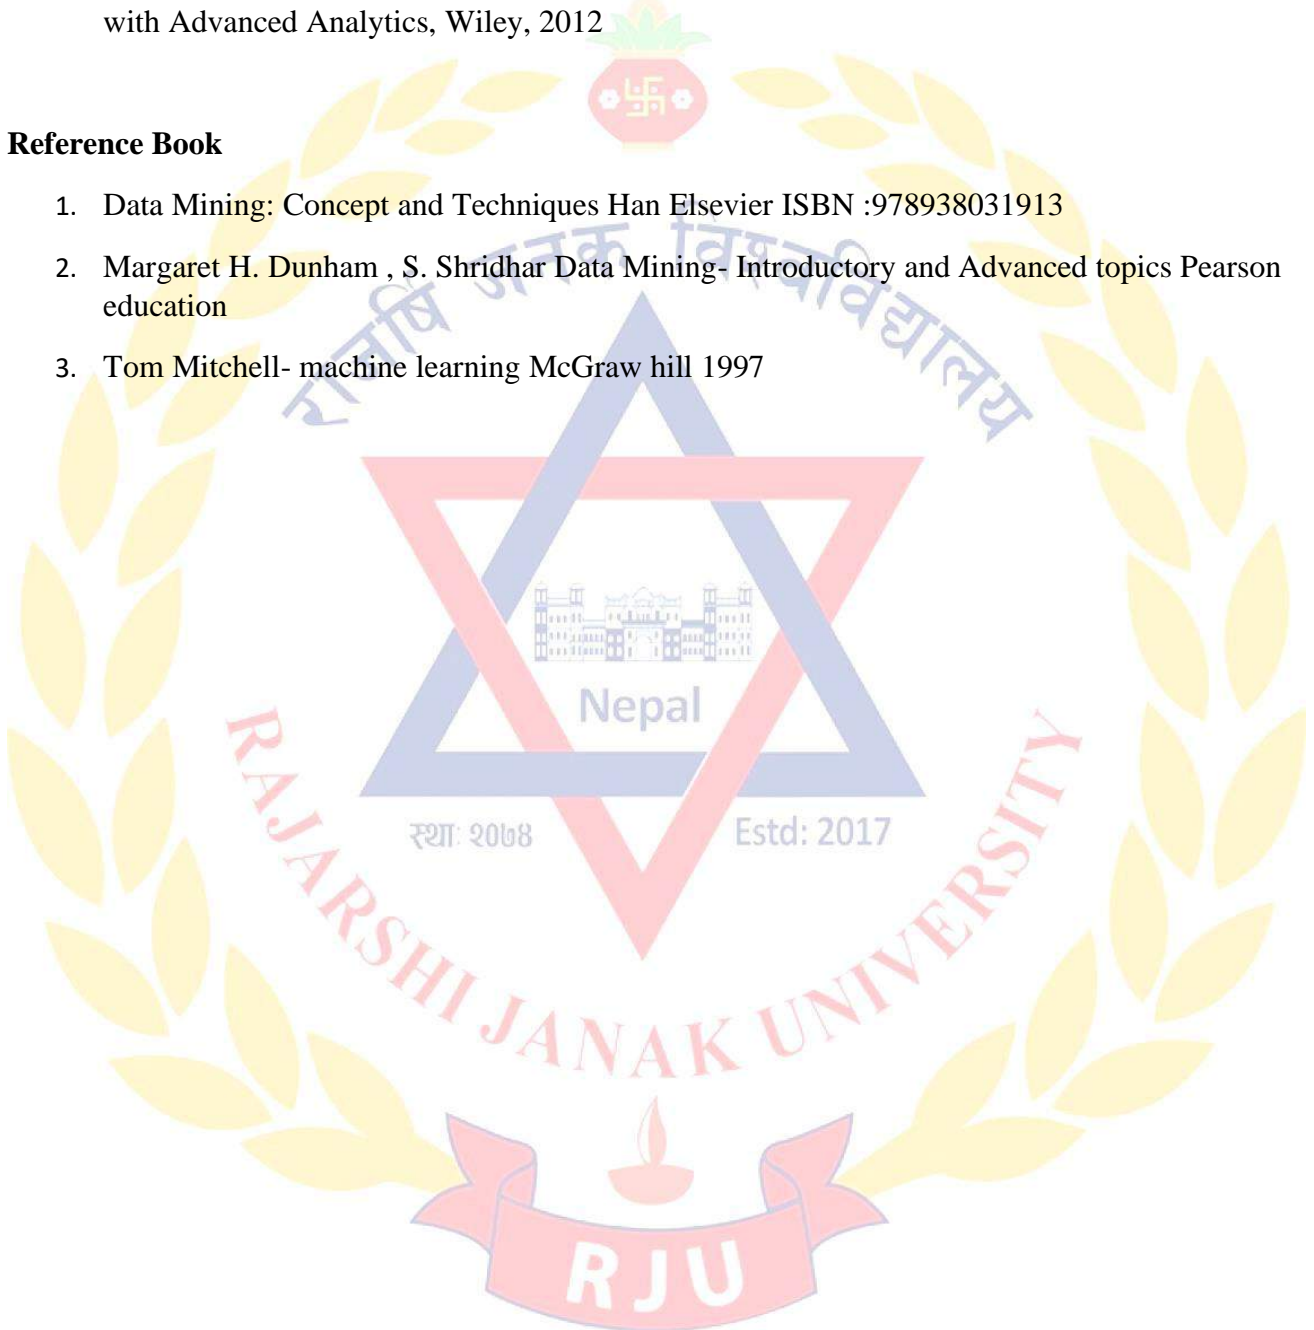 with Advanced Analytics, Wiley, 2012
Reference Book
1. Data Mining: Concept and Techniques Han Elsevier ISBN :978938031913
2. Margaret H. Dunham , S. Shridhar Data Mining- Introductory and Advanced topics Pearson
education
3. Tom Mitchell- machine learning McGraw hill 1997
राजर्षि जनक विश्वविद्यालय
Nepal
स्था: २०७४
Estd: 2017
RAJARSHI JANAK UNIVERSITY
RJU